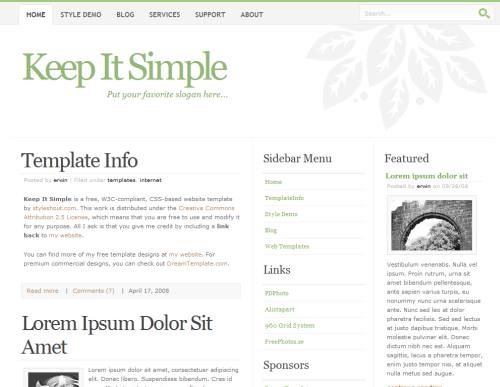 HOME STYLE DEMO BLOG SERVICES SUPPORT ABOUT Search...
Keep It Simple
Put your favorite slogan here...
Template Info
Posted by erwin | Filed under templates, internet
Keep It Simple is a free, W3C-compliant, CSS-based website template
by styleshout.com. This work is distributed under the Creative Commons
Attribution 2.5 License, which means that you are free to use and modify it
for any purpose. All I ask is that you give me credit by including a link
back to my website.
You can find more of my free template designs at my website. For
premium commercial designs, you can check out DreamTemplate.com.
Read more | Comments (7) | April 17, 2008
Lorem Ipsum Dolor Sit
Amet
Lorem ipsum dolor sit amet, consectetuer adipiscing
elit. Donec libero. Suspendisse bibendum. Cras id
Sidebar Menu
Home
TemplateInfo
Style Demo
Blog
Web Templates
Links
PDPhoto
Alistapart
960 Grid System
FreePhotos.se
Sponsors
Featured
Lorem ipsum dolor sit
Posted by erwin on 09/26/08
Vestibulum venenatis. Nulla vel
ipsum. Proin rutrum, urna sit
amet bibendum pellentesque,
ante sapien varius turpis, eu
nonummy nunc urna scelerisque
ante. Nunc sed leo at dolor
pharetra facilisis. Sed lectus
at justo dapibus tristique.
Morbi molestie quam enim. Donec
dictum nibh nec est. Aliquam
sagittis, lacus a pharetra tempor,
enim justo fermentum nisi, at aliquet
nulla metus sed augue.